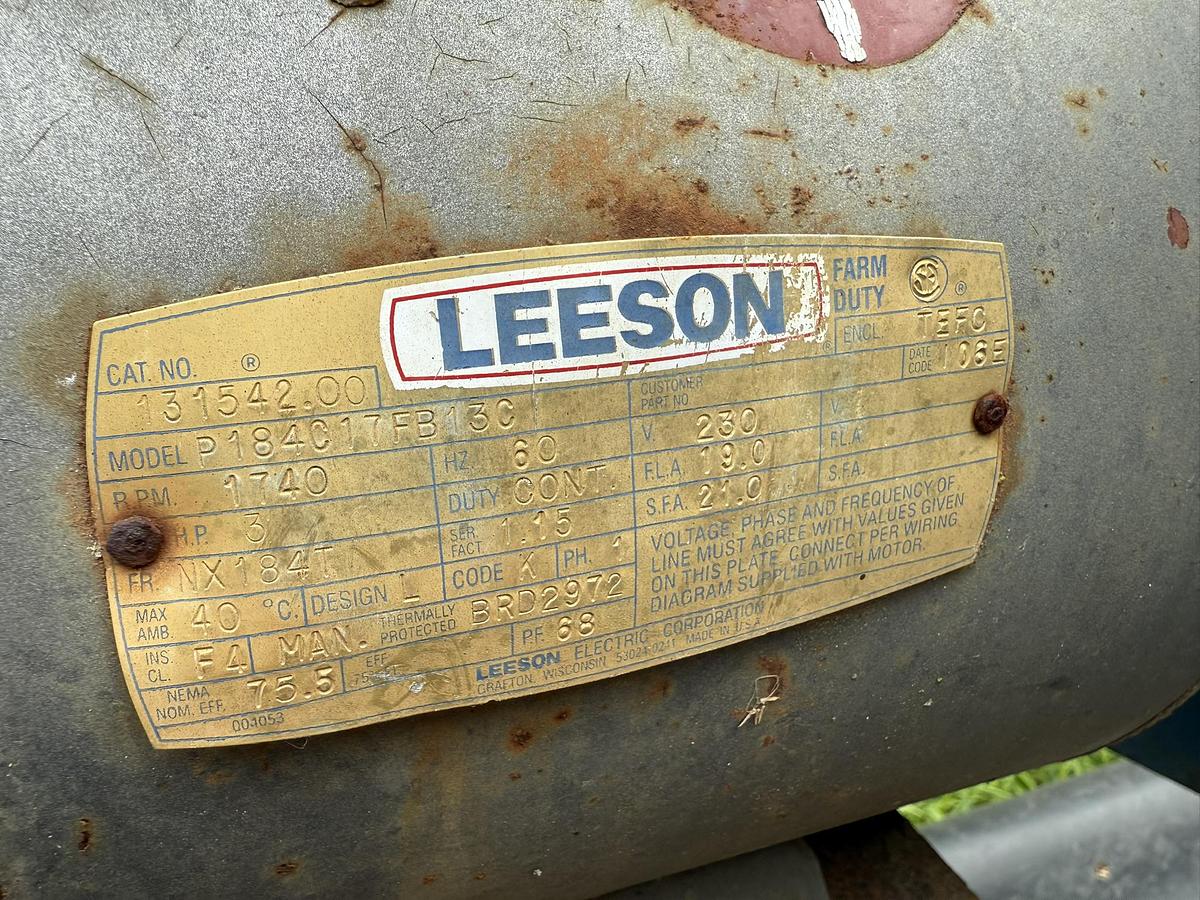 LEESON
FARM DUTY
SA ®
CAT. NO. ® 131542.00
ENCL. TEFC
MODEL P184C17FB13C
CUSTOMER PART NO
DATE CODE 106E
R.P.M. 1740
HZ. 60
V. 230
V.
H.P. 3
DUTY CONT.
F.L.A. 19.0
F.L.A.
FR. NX184T
SER. FACT. 1.15
S.F.A. 21.0
S.F.A.
MAX AMB. 40 °C
DESIGN L
CODE K
PH. 1
VOLTAGE, PHASE AND FREQUENCY OF
LINE MUST AGREE WITH VALUES GIVEN
ON THIS PLATE. CONNECT PER WIRING
DIAGRAM SUPPLIED WITH MOTOR.
INS. CL. F4
MAN.
THERMALLY PROTECTED
BRD2972
NEMA NOM. EFF. 75.5
EFF.
P.F. 68
LEESON ELECTRIC CORPORATION
GRAFTON, WISCONSIN 53024-0241 MADE IN U.S.A.
004053